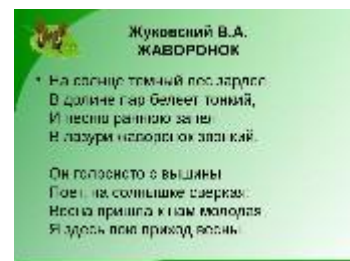 Жуковский В.А.
ЖАВОРОНОК
• На солнце темный лес зардел,
В долине пар белеет тонкий,
И песню раннюю запел
В лазури жаворонок звонкий.
Он голосисто с вышины
Поет, на солнышке сверкая:
Весна пришла к нам молодая,
Я здесь пою приход весны.